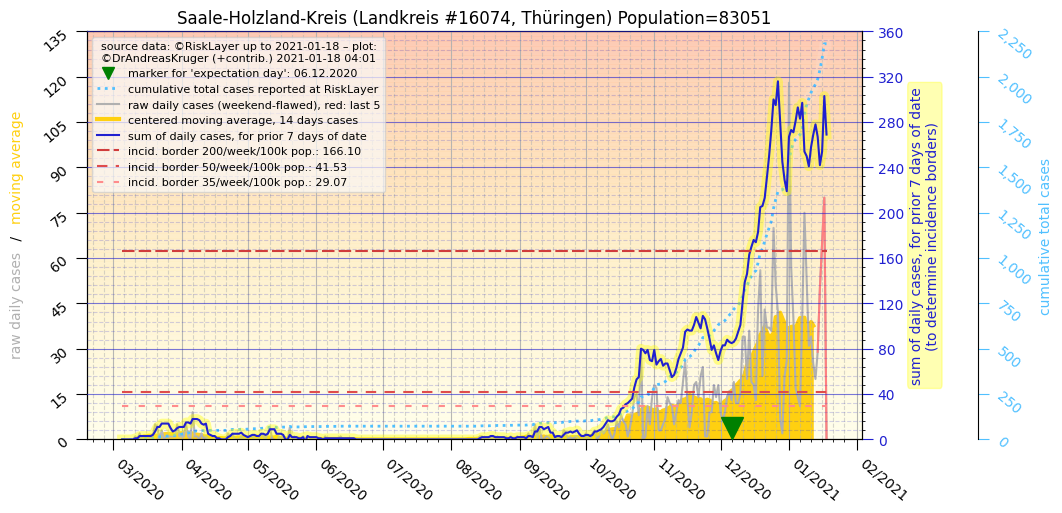 Saale-Holzland-Kreis (Landkreis #16074, Thüringen) Population=83051
source data: ©RiskLayer up to 2021-01-18 – plot:
©DrAndreasKruger (+contrib.) 2021-01-18 04:01
marker for 'expectation day': 06.12.2020
cumulative total cases reported at RiskLayer
raw daily cases (weekend-flawed), red: last 5
centered moving average, 14 days cases
sum of daily cases, for prior 7 days of date
incid. border 200/week/100k pop.: 166.10
incid. border 50/week/100k pop.: 41.53
incid. border 35/week/100k pop.: 29.07
raw daily cases / moving average
135
120
105
90
75
60
45
30
15
0
360
320
280
240
200
160
120
80
40
0
sum of daily cases, for prior 7 days of date
(to determine incidence borders)
2,250
2,000
1,750
1,500
1,250
1,000
750
500
250
0
cumulative total cases
03/2020
04/2020
05/2020
06/2020
07/2020
08/2020
09/2020
10/2020
11/2020
12/2020
01/2021
02/2021